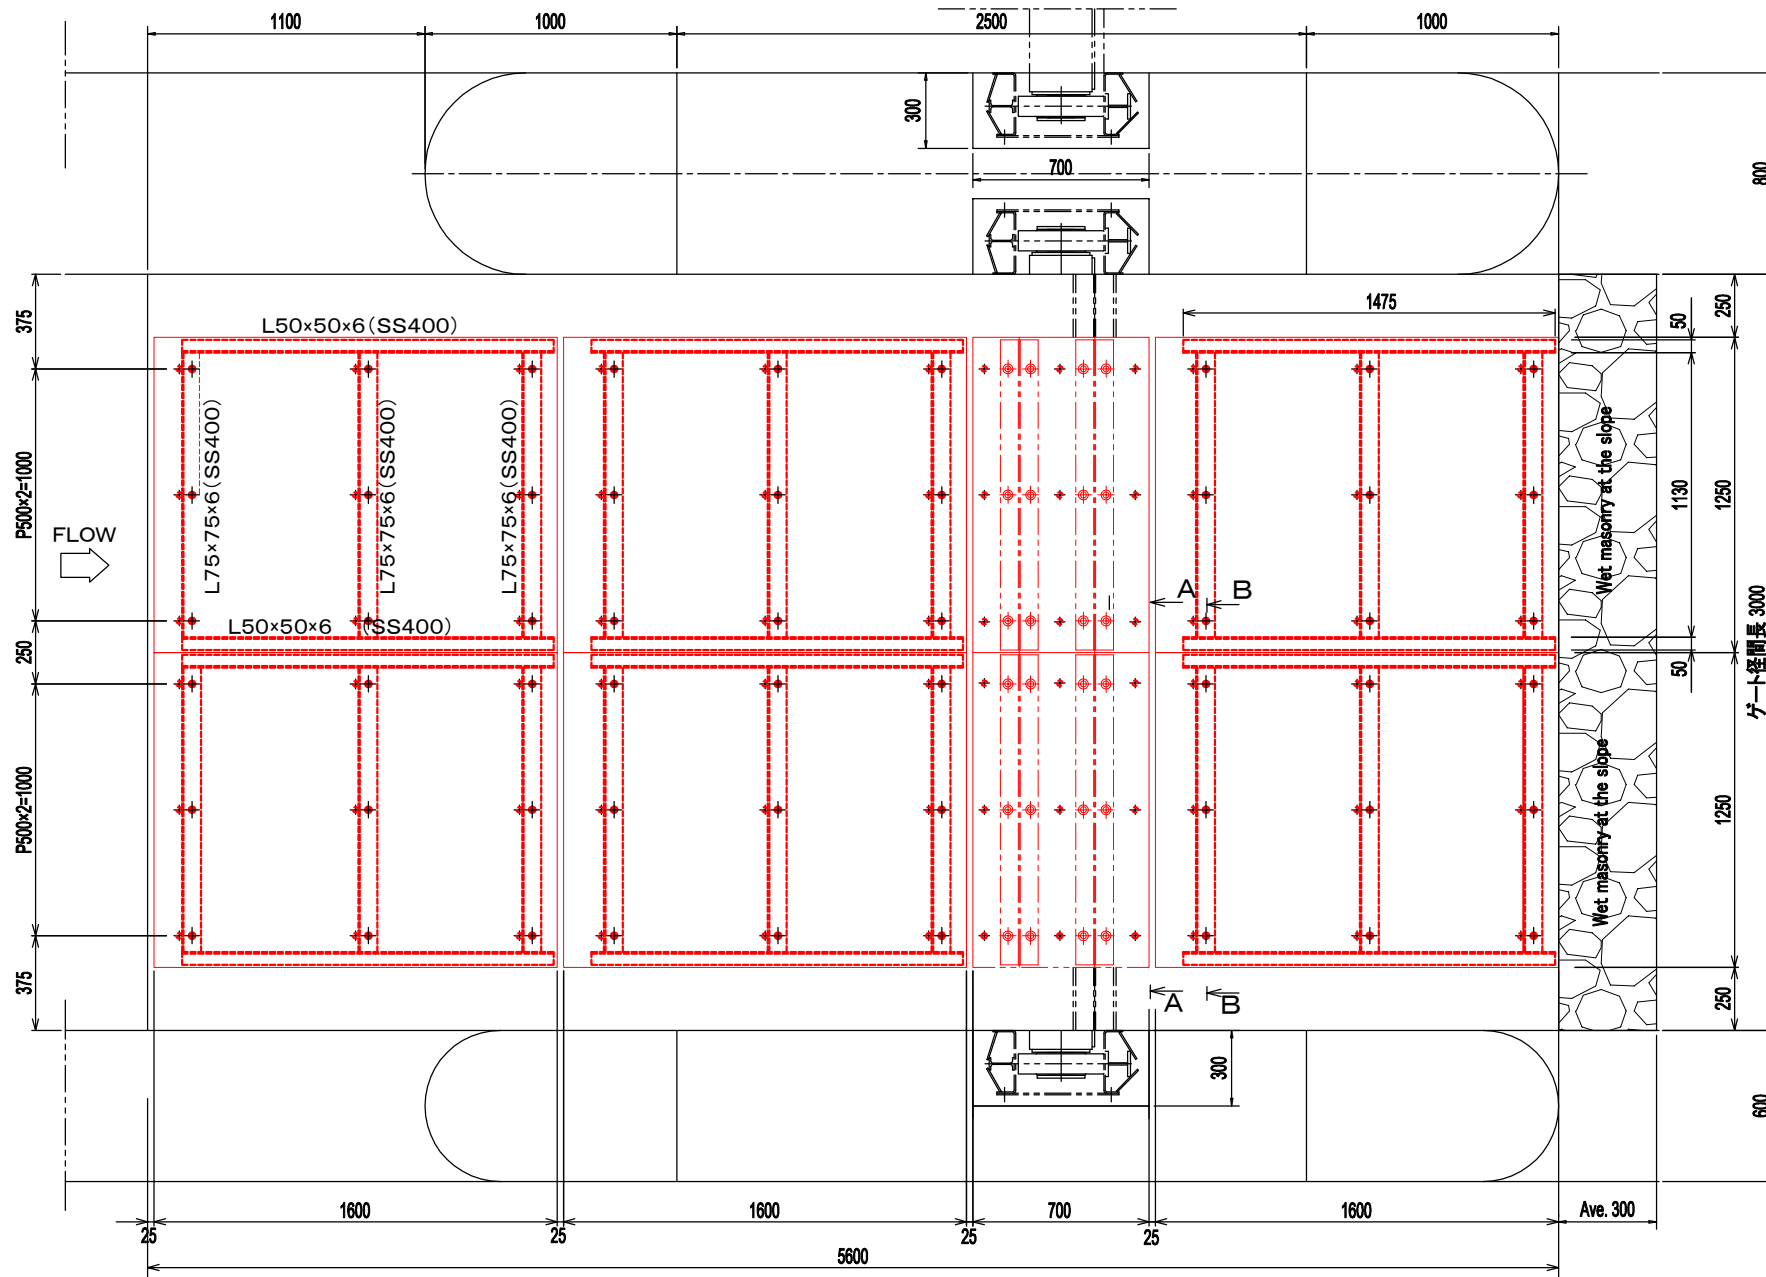 1100
1000
2500
1000
300
700
800
375
1475
50
250
L50×50×6(SS400)
P500×2=1000
L75×75×6(SS400)
L75×75×6(SS400)
L75×75×6(SS400)
Wet masonry at the slope
1130
1250
FLOW
A
B
L50×50×6 (SS400)
250
50
ゲート径間長 3000
P500×2=1000
Wet masonry at the slope
1250
375
A
B
250
300
600
1600
1600
700
1600
Ave. 300
25
25
25
25
5600